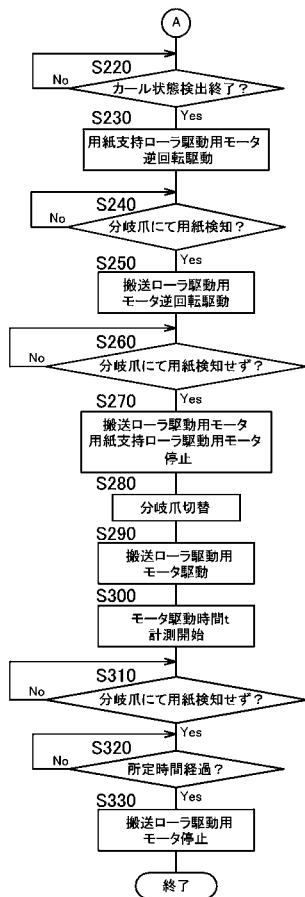 A
S220
カール状態検出終了？
No
Yes
S230
用紙支持ローラ駆動用モータ
逆回転駆動
S240
分岐爪にて用紙検知？
No
Yes
S250
搬送ローラ駆動用
モータ逆回転駆動
S260
分岐爪にて用紙検知せず？
No
Yes
S270
搬送ローラ駆動用モータ
用紙支持ローラ駆動用モータ
停止
S280
分岐爪切替
S290
搬送ローラ駆動用
モータ駆動
S300
モータ駆動時間t
計測開始
S310
分岐爪にて用紙検知せず？
No
Yes
S320
所定時間経過？
No
Yes
S330
搬送ローラ駆動用
モータ停止
終了